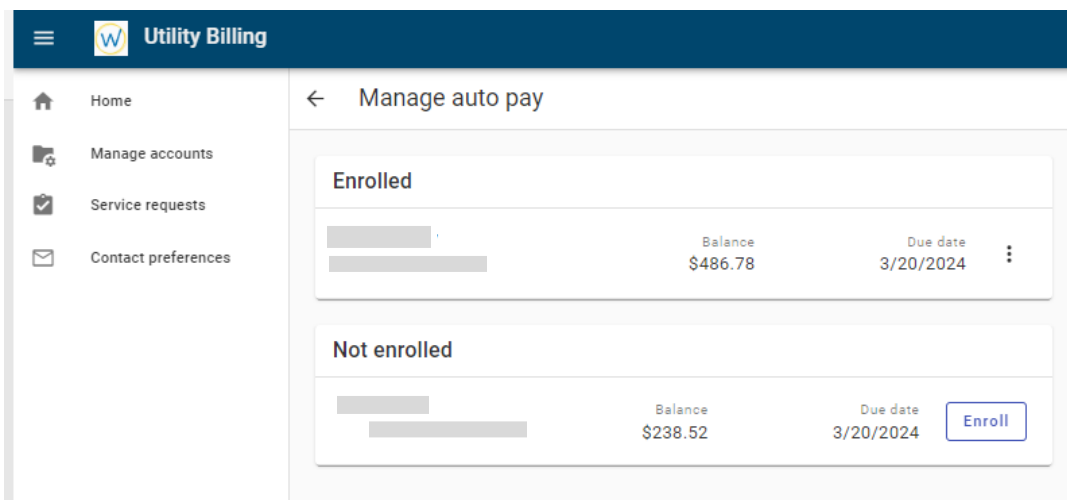 W Utility Billing
Home
Manage accounts
Service requests
Contact preferences
Manage auto pay
Enrolled
Balance
$486.78
Due date
3/20/2024
Not enrolled
Balance
$238.52
Due date
3/20/2024
Enroll